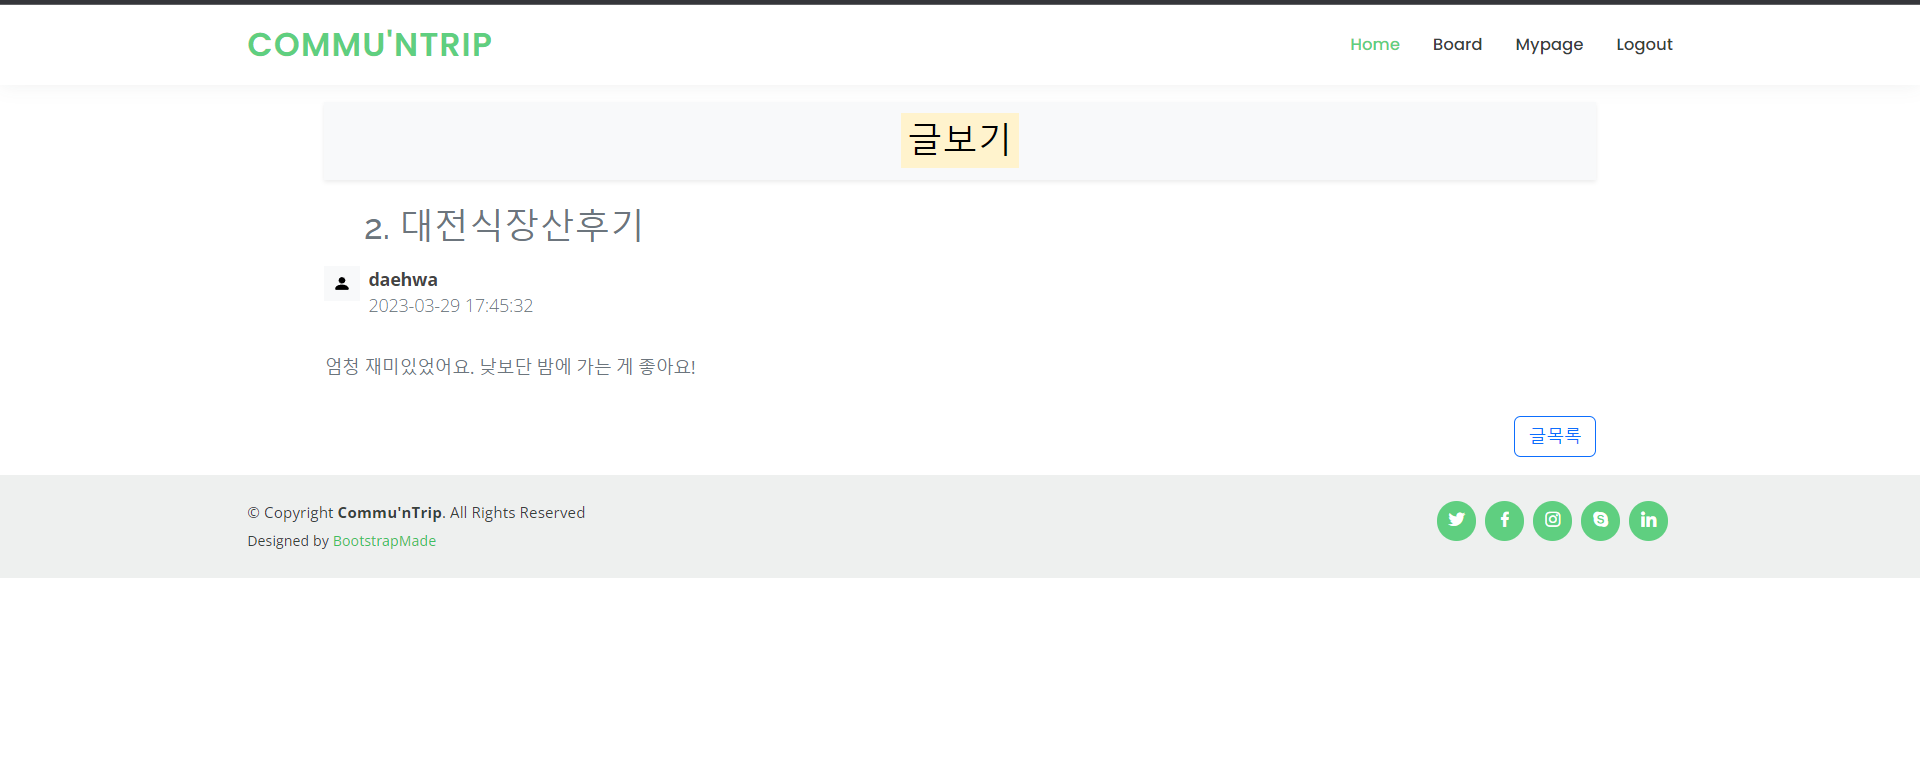 COMMU'NTRIP
Home Board Mypage Logout
글보기
2. 대전식장산후기
daehwa
2023-03-29 17:45:32
엄청 재미있었어요. 낮보단 밤에 가는 게 좋아요!
글목록
© Copyright Commu'nTrip. All Rights Reserved
Designed by BootstrapMade